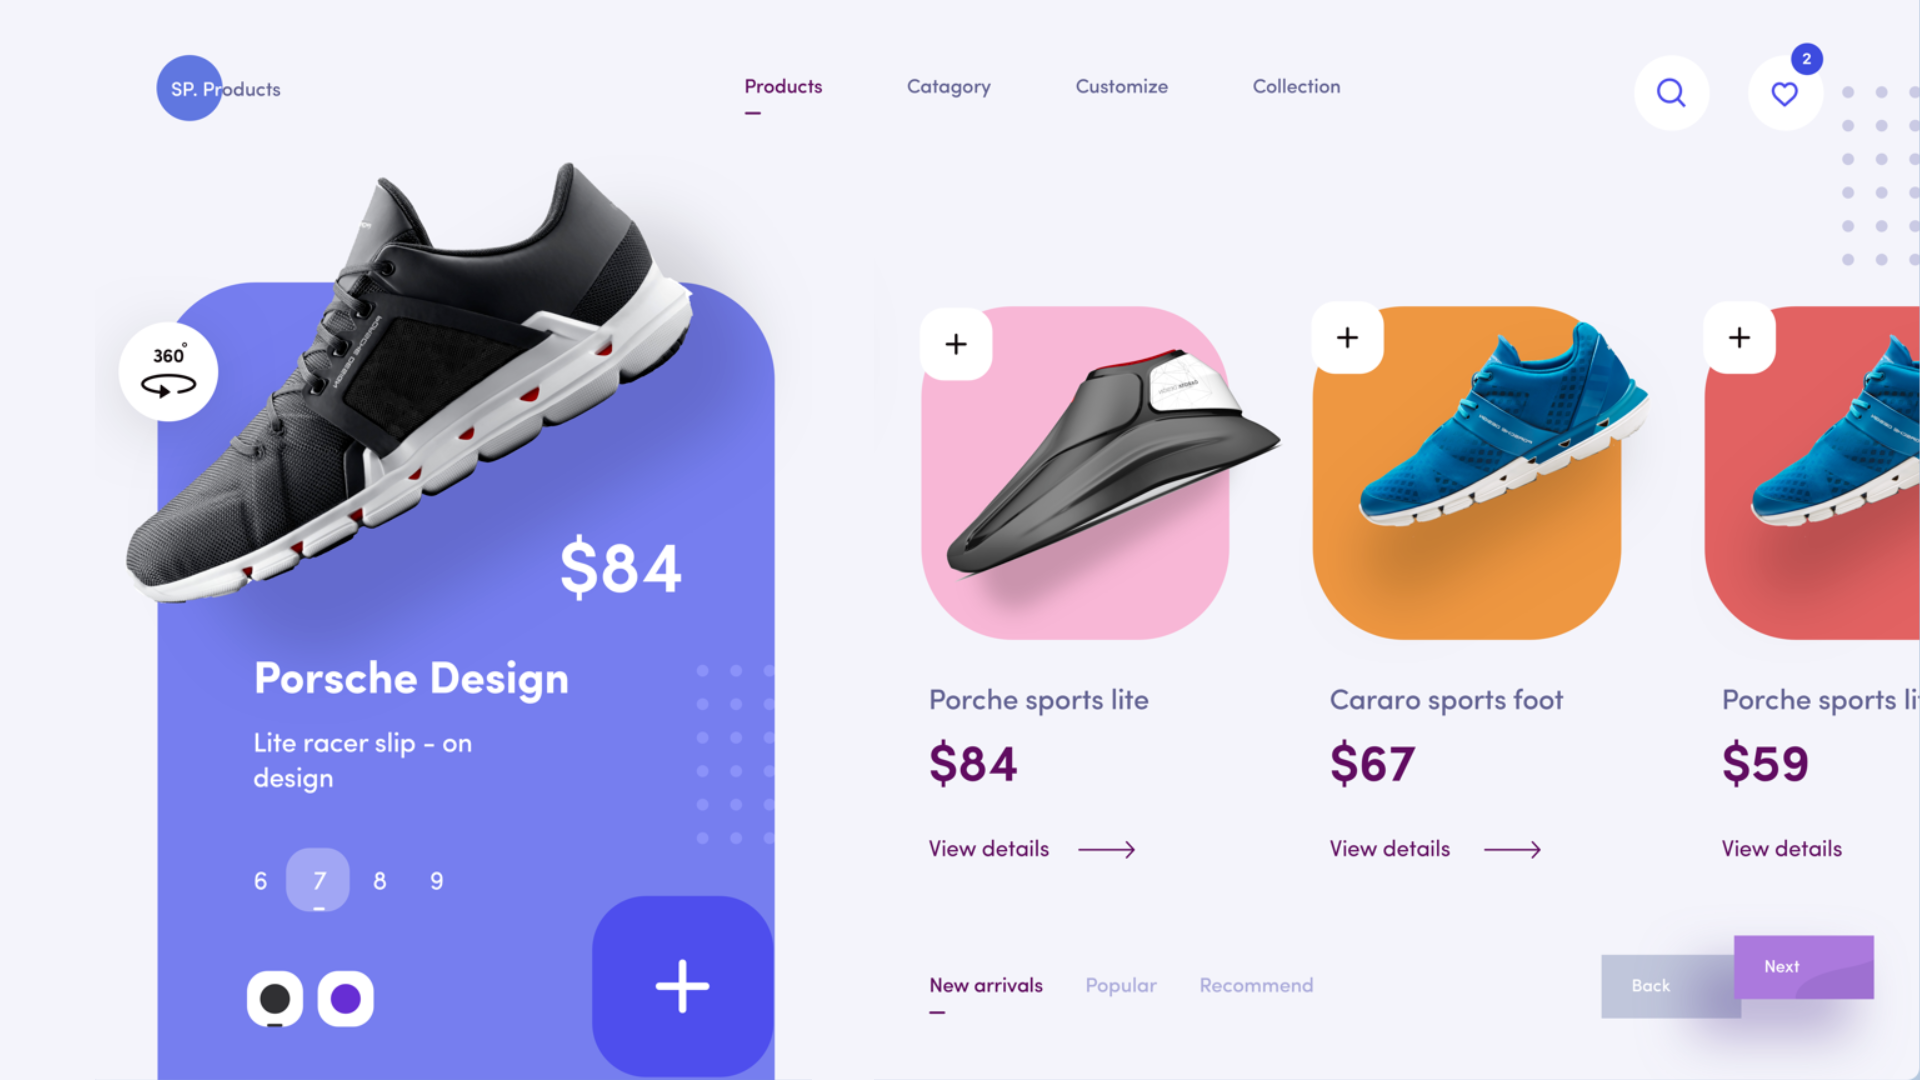 SP. Products
Products
Catagory
Customize
Collection
2
360°
$84
Porsche Design
Lite racer slip - on
design
6 7 8 9
Porche sports lite
$84
View details
Cararo sports foot
$67
View details
Porche sports li
$59
View details
New arrivals
Popular
Recommend
Back
Next